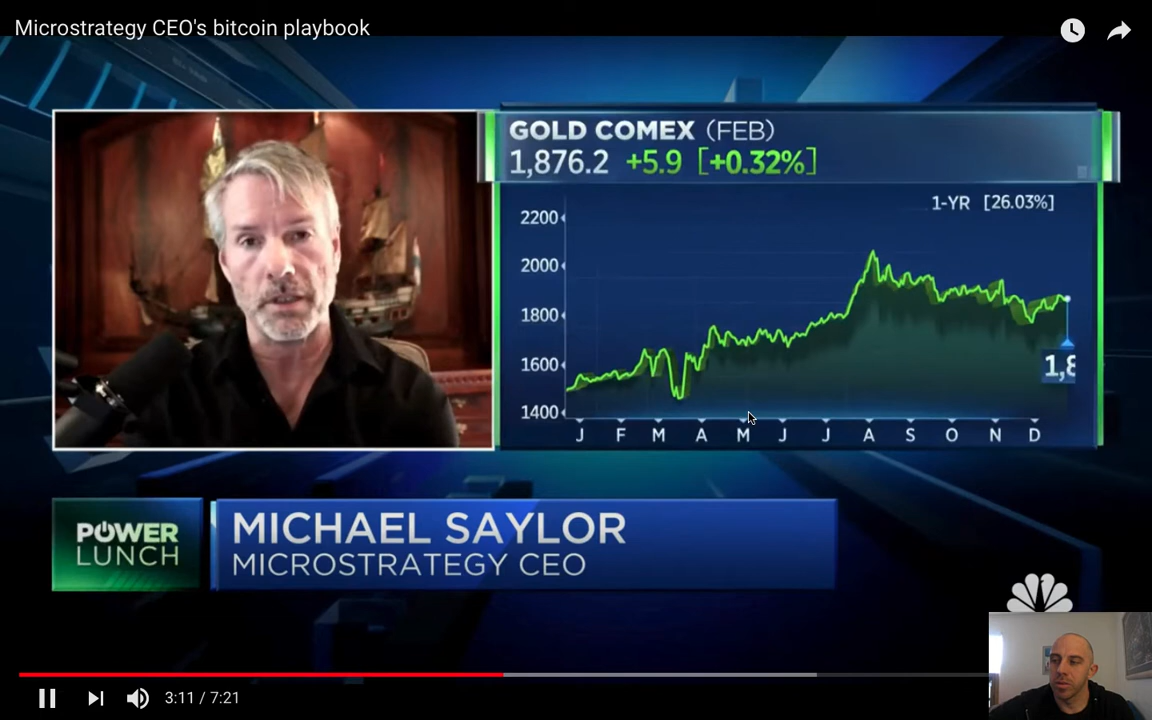 Microstrategy CEO's bitcoin playbook
GOLD COMEX (FEB)
1,876.2 +5.9 [+0.32%]
1-YR [26.03%]
2200
2000
1800
1600
1400
1,8
J F M A M J J A S O N D
POWER
LUNCH
MICHAEL SAYLOR
MICROSTRATEGY CEO
3:11 / 7:21